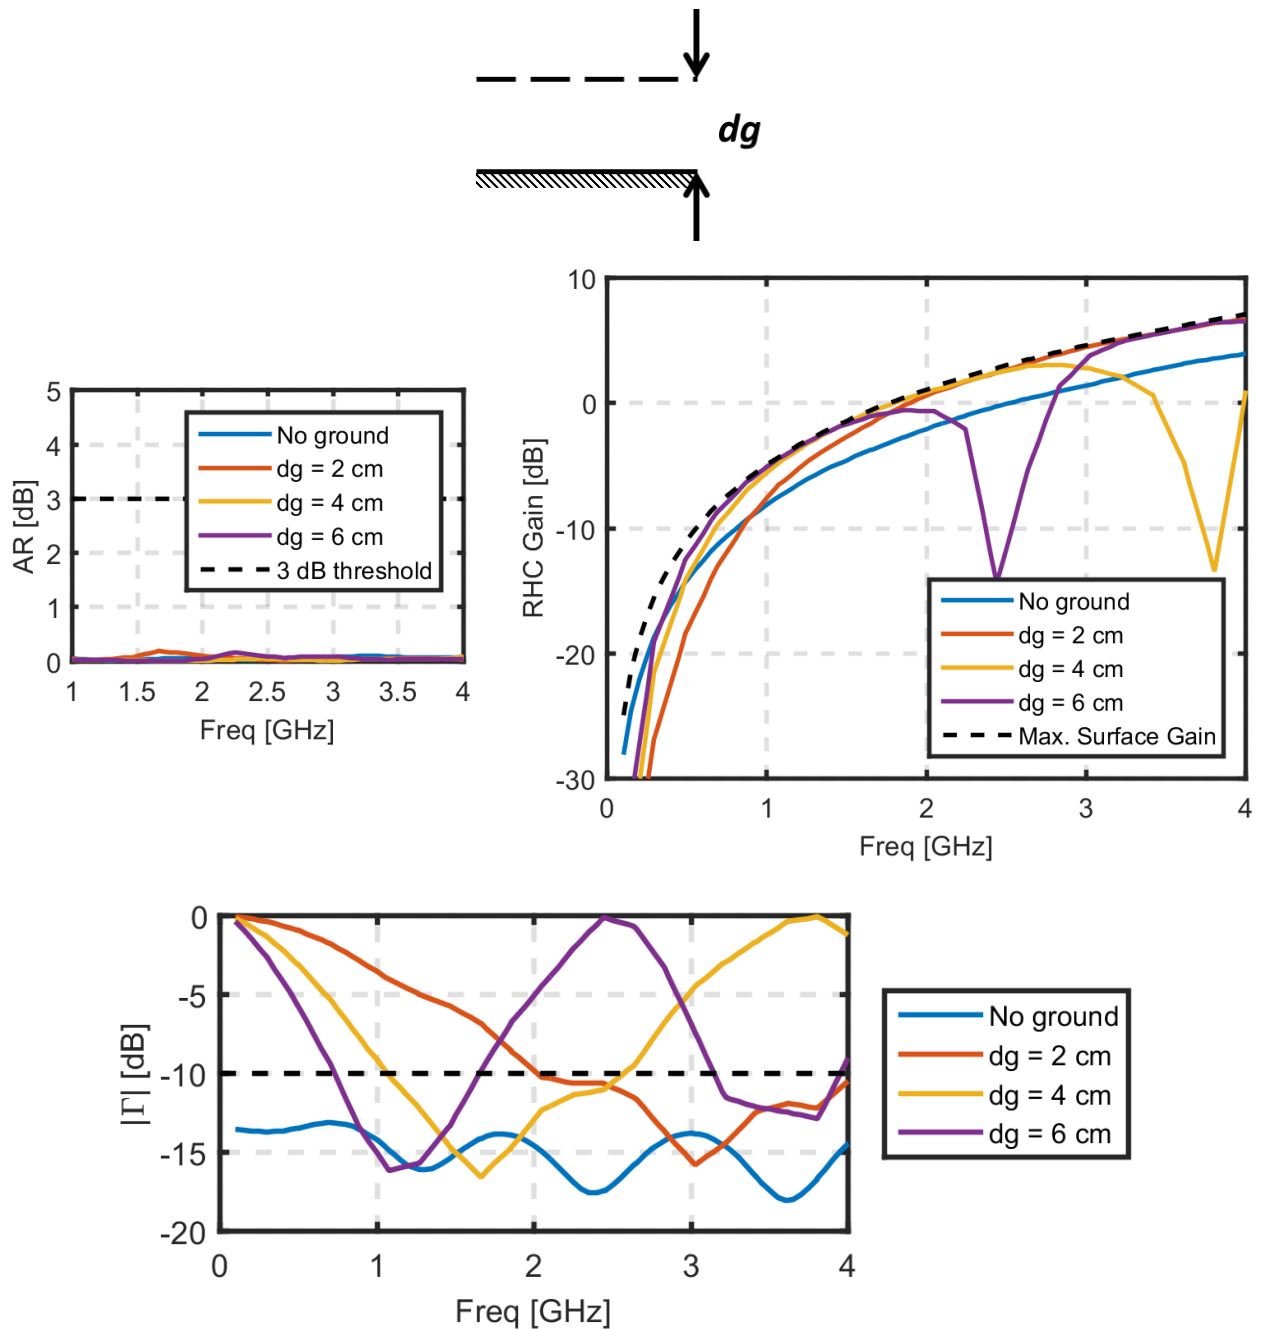 dg
10
0
-10
-20
-30
0
1
2
3
4
RHC Gain [dB]
Freq [GHz]
No ground
dg = 2 cm
dg = 4 cm
dg = 6 cm
Max. Surface Gain
5
4
3
2
1
0
1
1.5
2
2.5
3
3.5
4
AR [dB]
Freq [GHz]
No ground
dg = 2 cm
dg = 4 cm
dg = 6 cm
3 dB threshold
0
-5
-10
-15
-20
0
1
2
3
4
|Γ| [dB]
Freq [GHz]
No ground
dg = 2 cm
dg = 4 cm
dg = 6 cm